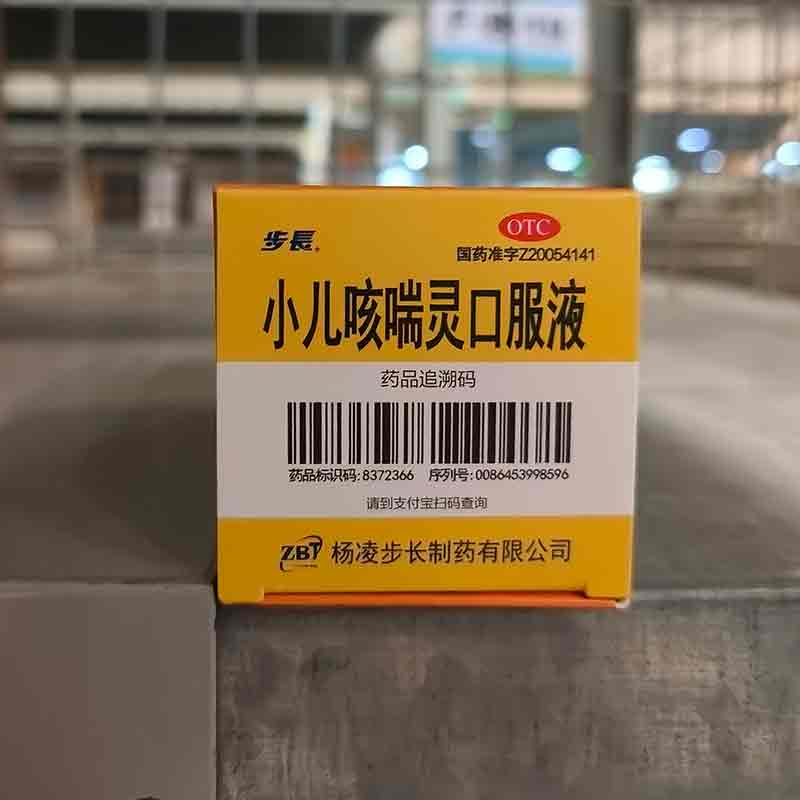 步長
OTC
国药准字Z20054141
小儿咳喘灵口服液
药品追溯码
药品标识码:8372366 序列号:0086453998596
请到支付宝扫码查询
ZBT 杨凌步长制药有限公司